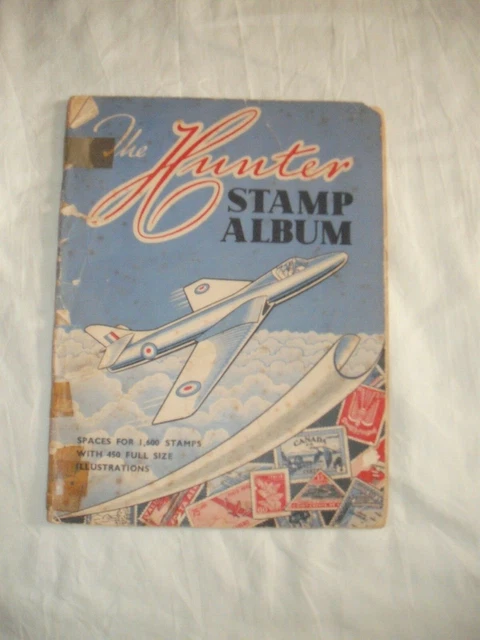 The
Hunter
STAMP
ALBUM
SPACES FOR 1,600 STAMPS
WITH 450 FULL SIZE
ILLUSTRATIONS
CANADA